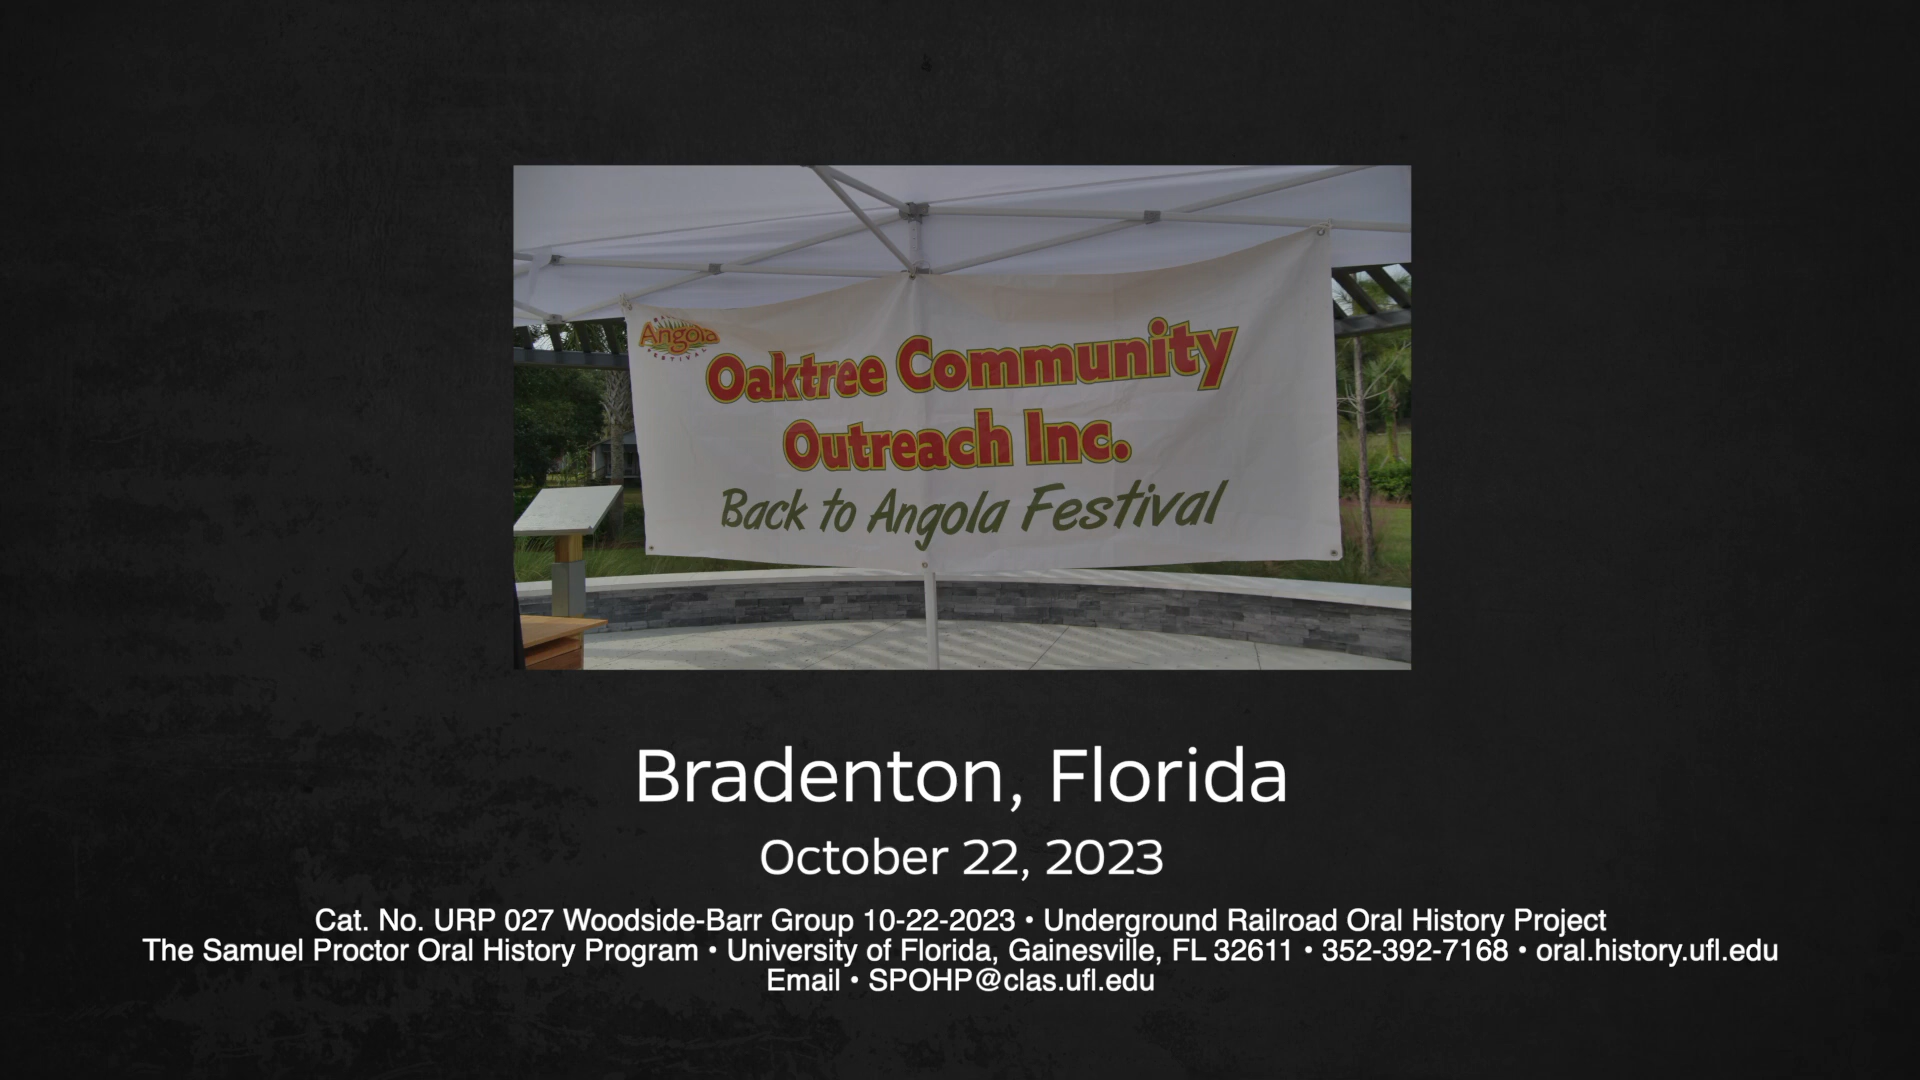 Angola
FESTIVAL
Oaktree Community
Outreach Inc.
Back to Angola Festival
Bradenton, Florida
October 22, 2023
Cat. No. URP 027 Woodside-Barr Group 10-22-2023 • Underground Railroad Oral History Project
The Samuel Proctor Oral History Program • University of Florida, Gainesville, FL 32611 • 352-392-7168 • oral.history.ufl.edu
Email • SPOHP@clas.ufl.edu